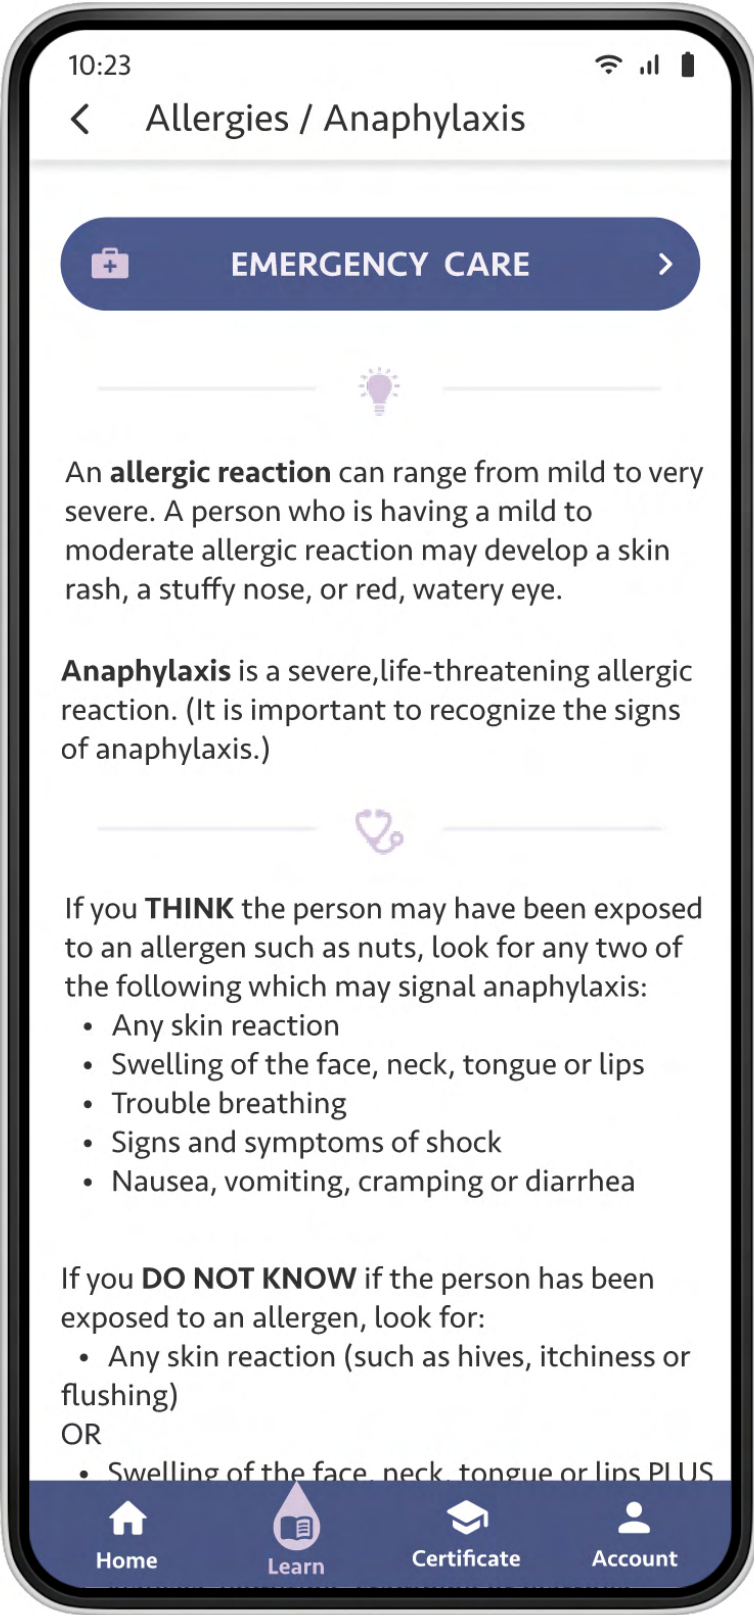 10:23
Allergies / Anaphylaxis
EMERGENCY CARE
An allergic reaction can range from mild to very
severe. A person who is having a mild to
moderate allergic reaction may develop a skin
rash, a stuffy nose, or red, watery eye.
Anaphylaxis is a severe,life-threatening allergic
reaction. (It is important to recognize the signs
of anaphylaxis.)
If you THINK the person may have been exposed
to an allergen such as nuts, look for any two of
the following which may signal anaphylaxis:
• Any skin reaction
• Swelling of the face, neck, tongue or lips
• Trouble breathing
• Signs and symptoms of shock
• Nausea, vomiting, cramping or diarrhea
If you DO NOT KNOW if the person has been
exposed to an allergen, look for:
• Any skin reaction (such as hives, itchiness or
flushing)
OR
• Swelling of the face, neck, tongue or lips PLUS
Home
Learn
Certificate
Account